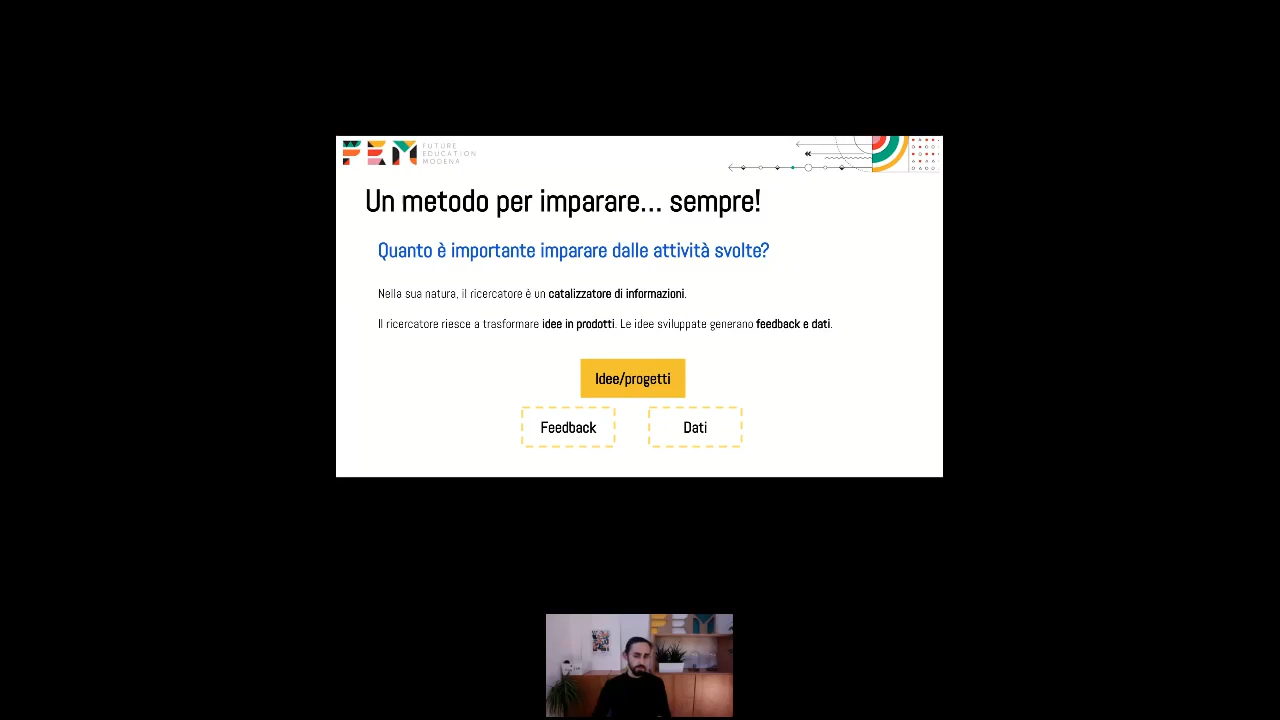 FEM
FUTURE
EDUCATION
MODENA
Un metodo per imparare... sempre!
Quanto è importante imparare dalle attività svolte?
Nella sua natura, il ricercatore è un catalizzatore di informazioni.
Il ricercatore riesce a trasformare idee in prodotti. Le idee sviluppate generano feedback e dati.
Idee/progetti
Feedback
Dati
FEM